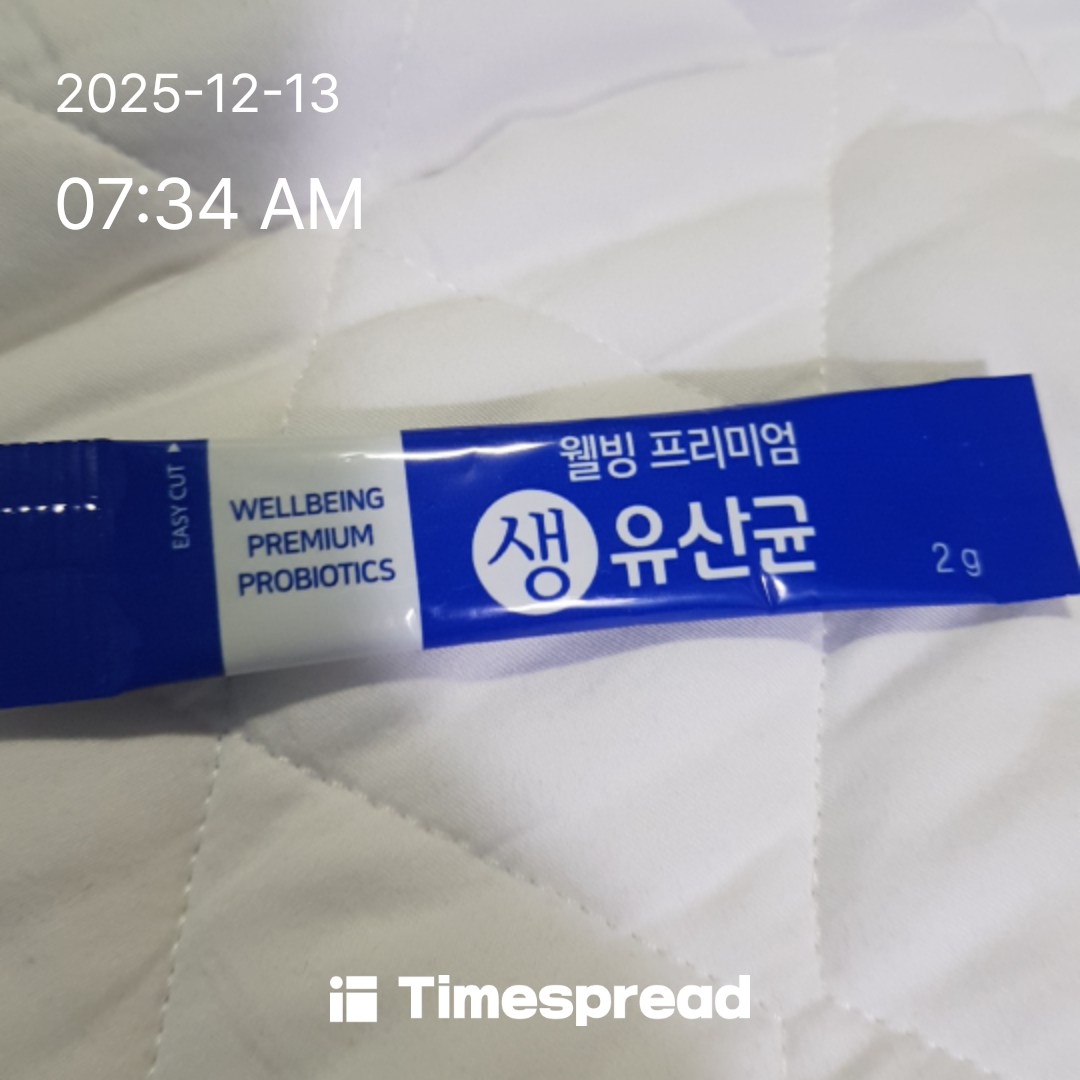 2025-12-13
07:34 AM
EASY CUT
WELLBEING
PREMIUM
PROBIOTICS
웰빙 프리미엄
생 유산균
2 g
Timespread